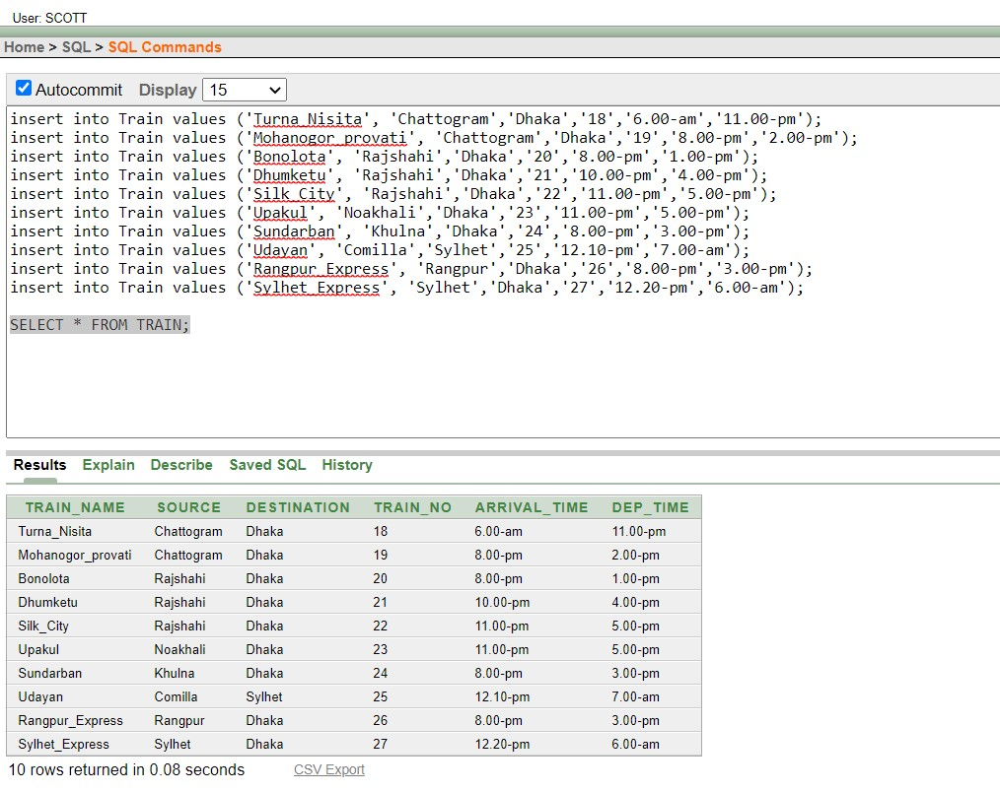 User: SCOTT
Home > SQL > SQL Commands
Autocommit Display 15
insert into Train values ('Turna_Nisita', 'Chattogram','Dhaka','18','6.00-am','11.00-pm');
insert into Train values ('Mohanogor_provati', 'Chattogram','Dhaka','19','8.00-pm','2.00-pm');
insert into Train values ('Bonolota', 'Rajshahi','Dhaka','20','8.00-pm','1.00-pm');
insert into Train values ('Dhumketu', 'Rajshahi','Dhaka','21','10.00-pm','4.00-pm');
insert into Train values ('Silk_City', 'Rajshahi','Dhaka','22','11.00-pm','5.00-pm');
insert into Train values ('Upakul', 'Noakhali','Dhaka','23','11.00-pm','5.00-pm');
insert into Train values ('Sundarban', 'Khulna','Dhaka','24','8.00-pm','3.00-pm');
insert into Train values ('Udayan', 'Comilla','Sylhet','25','12.10-pm','7.00-am');
insert into Train values ('Rangpur_Express', 'Rangpur','Dhaka','26','8.00-pm','3.00-pm');
insert into Train values ('Sylhet_Express', 'Sylhet','Dhaka','27','12.20-pm','6.00-am');
SELECT * FROM TRAIN;
Results Explain Describe Saved SQL History
TRAIN_NAME SOURCE DESTINATION TRAIN_NO ARRIVAL_TIME DEP_TIME
Turna_Nisita Chattogram Dhaka 18 6.00-am 11.00-pm
Mohanogor_provati Chattogram Dhaka 19 8.00-pm 2.00-pm
Bonolota Rajshahi Dhaka 20 8.00-pm 1.00-pm
Dhumketu Rajshahi Dhaka 21 10.00-pm 4.00-pm
Silk_City Rajshahi Dhaka 22 11.00-pm 5.00-pm
Upakul Noakhali Dhaka 23 11.00-pm 5.00-pm
Sundarban Khulna Dhaka 24 8.00-pm 3.00-pm
Udayan Comilla Sylhet 25 12.10-pm 7.00-am
Rangpur_Express Rangpur Dhaka 26 8.00-pm 3.00-pm
Sylhet_Express Sylhet Dhaka 27 12.20-pm 6.00-am
10 rows returned in 0.08 seconds CSV Export